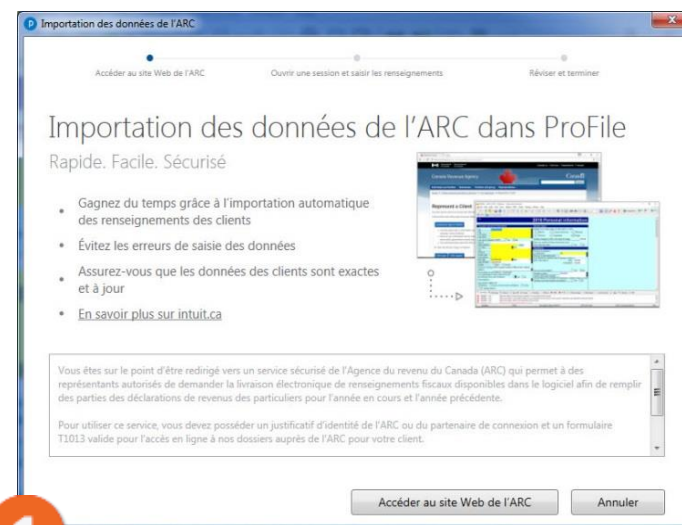 Importation des données de l'ARC
Accéder au site Web de l'ARC
Ouvrir une session et saisir les renseignements
Réviser et terminer
Importation des données de l'ARC dans ProFile
Rapide. Facile. Sécurisé
• Gagnez du temps grâce à l'importation automatique
des renseignements des clients
• Évitez les erreurs de saisie des données
• Assurez-vous que les données des clients sont exactes
et à jour
• En savoir plus sur intuit.ca
Canada Revenue Agency
Canada
Represent a Client
2016 Personal Information
Vous êtes sur le point d'être redirigé vers un service sécurisé de l'Agence du revenu du Canada (ARC) qui permet à des
représentants autorisés de demander la livraison électronique de renseignements fiscaux disponibles dans le logiciel afin de remplir
des parties des déclarations de revenus des particuliers pour l'année en cours et l'année précédente.
Pour utiliser ce service, vous devez posséder un justificatif d'identité de l'ARC ou du partenaire de connexion et un formulaire
T1013 valide pour l'accès en ligne à nos dossiers auprès de l'ARC pour votre client.
Accéder au site Web de l'ARC
Annuler